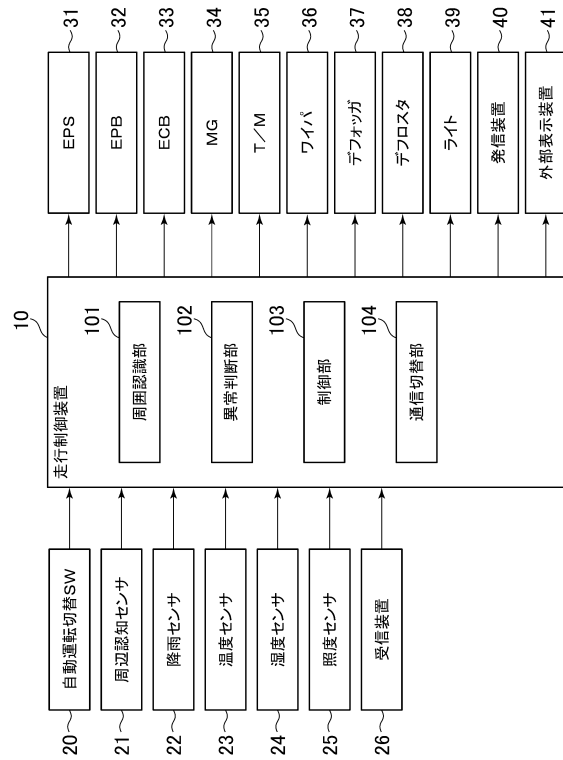 20
自動運転切替SW
21
周辺認知センサ
22
降雨センサ
23
温度センサ
24
湿度センサ
25
照度センサ
26
受信装置
10
走行制御装置
101
周囲認識部
102
異常判断部
103
制御部
104
通信切替部
EPS
31
EPB
32
ECB
33
MG
34
T/M
35
ワイパ
36
デフォッガ
37
デフロスタ
38
ライト
39
発信装置
40
外部表示装置
41